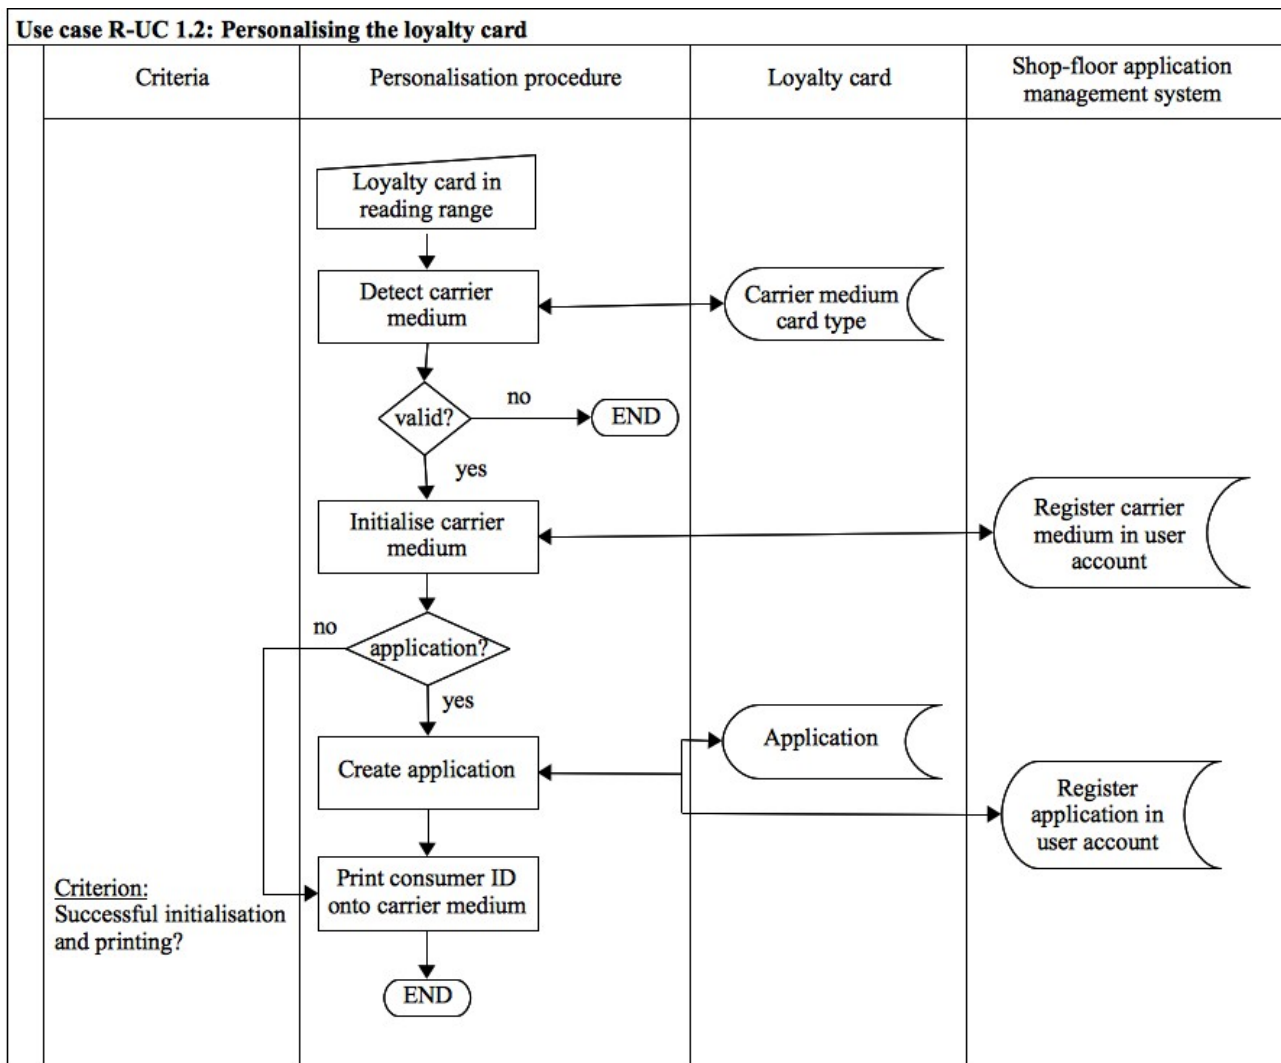 Use case R-UC 1.2: Personalising the loyalty card
Criteria
Personalisation procedure
Loyalty card
Shop-floor application
management system
Loyalty card in
reading range
Detect carrier
medium
Carrier medium
card type
valid?
no
END
yes
Initialise carrier
medium
Register carrier
medium in user
account
no
application?
yes
Create application
Application
Register
application in
user account
Criterion:
Successful initialisation
and printing?
Print consumer ID
onto carrier medium
END